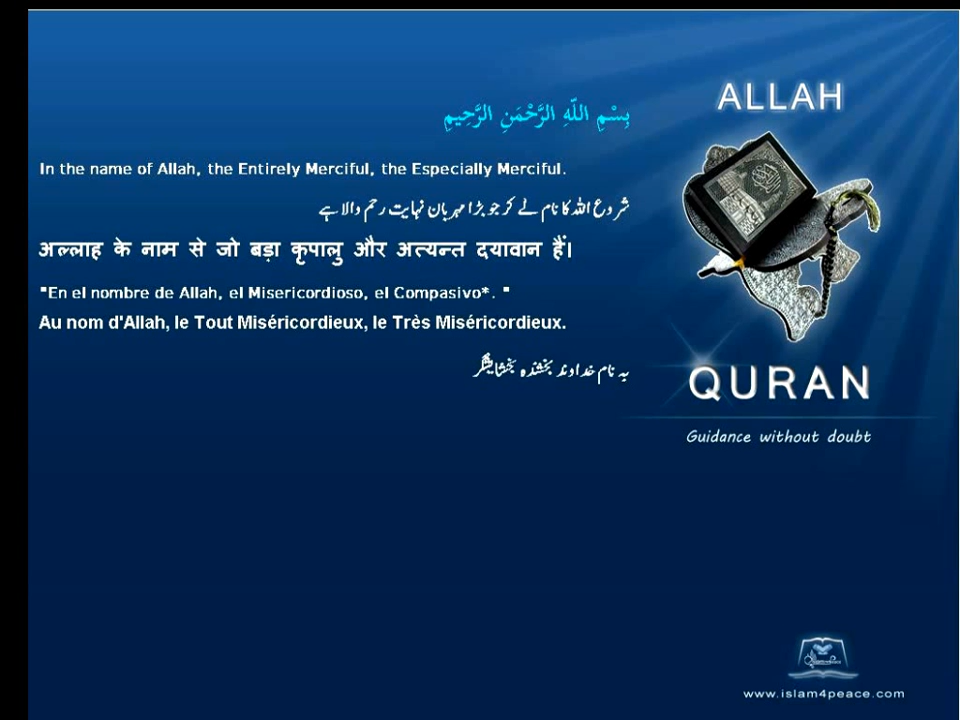 بِسْمِ اللّهِ الرَّحْمَنِ الرَّحِيمِ
In the name of Allah, the Entirely Merciful, the Especially Merciful.
شروع اللہ کا نام لے کر جو بڑا مہربان نہایت رحم والا ہے
अल्लाह के नाम से जो बड़ा कृपालु और अत्यन्त दयावान हैं।
"En el nombre de Allah, el Misericordioso, el Compasivo*. "
Au nom d'Allah, le Tout Miséricordieux, le Très Miséricordieux.
به نام خداوند بخشنده بخشایشگر
ALLAH
QURAN
Guidance without doubt
www.islam4peace.com